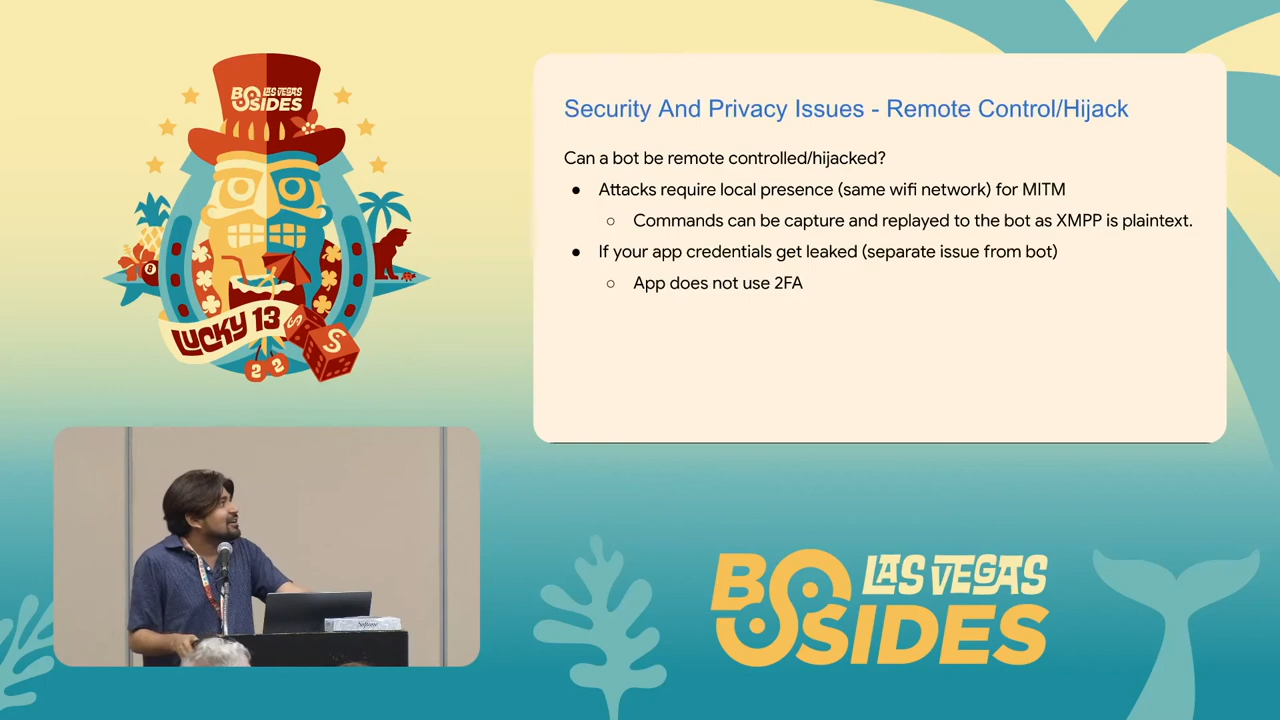 BSIDES LAS VEGAS
LUCKY 13
22
Security And Privacy Issues - Remote Control/Hijack
Can a bot be remote controlled/hijacked?
● Attacks require local presence (same wifi network) for MITM
○ Commands can be capture and replayed to the bot as XMPP is plaintext.
● If your app credentials get leaked (separate issue from bot)
○ App does not use 2FA
BSIDES LAS VEGAS